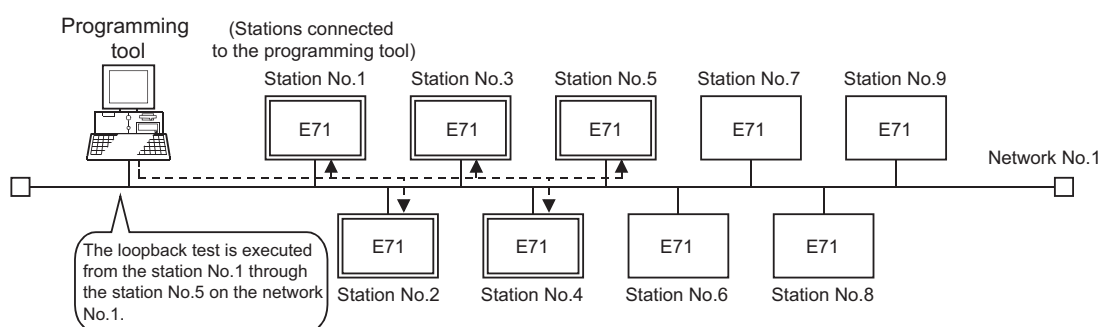 Programming
tool
(Stations connected
to the programming tool)
Station No.1
Station No.3
Station No.5
Station No.7
Station No.9
E71
E71
E71
E71
E71
Network No.1
E71
E71
E71
E71
Station No.2
Station No.4
Station No.6
Station No.8
The loopback test is executed
from the station No.1 through
the station No.5 on the network
No.1.